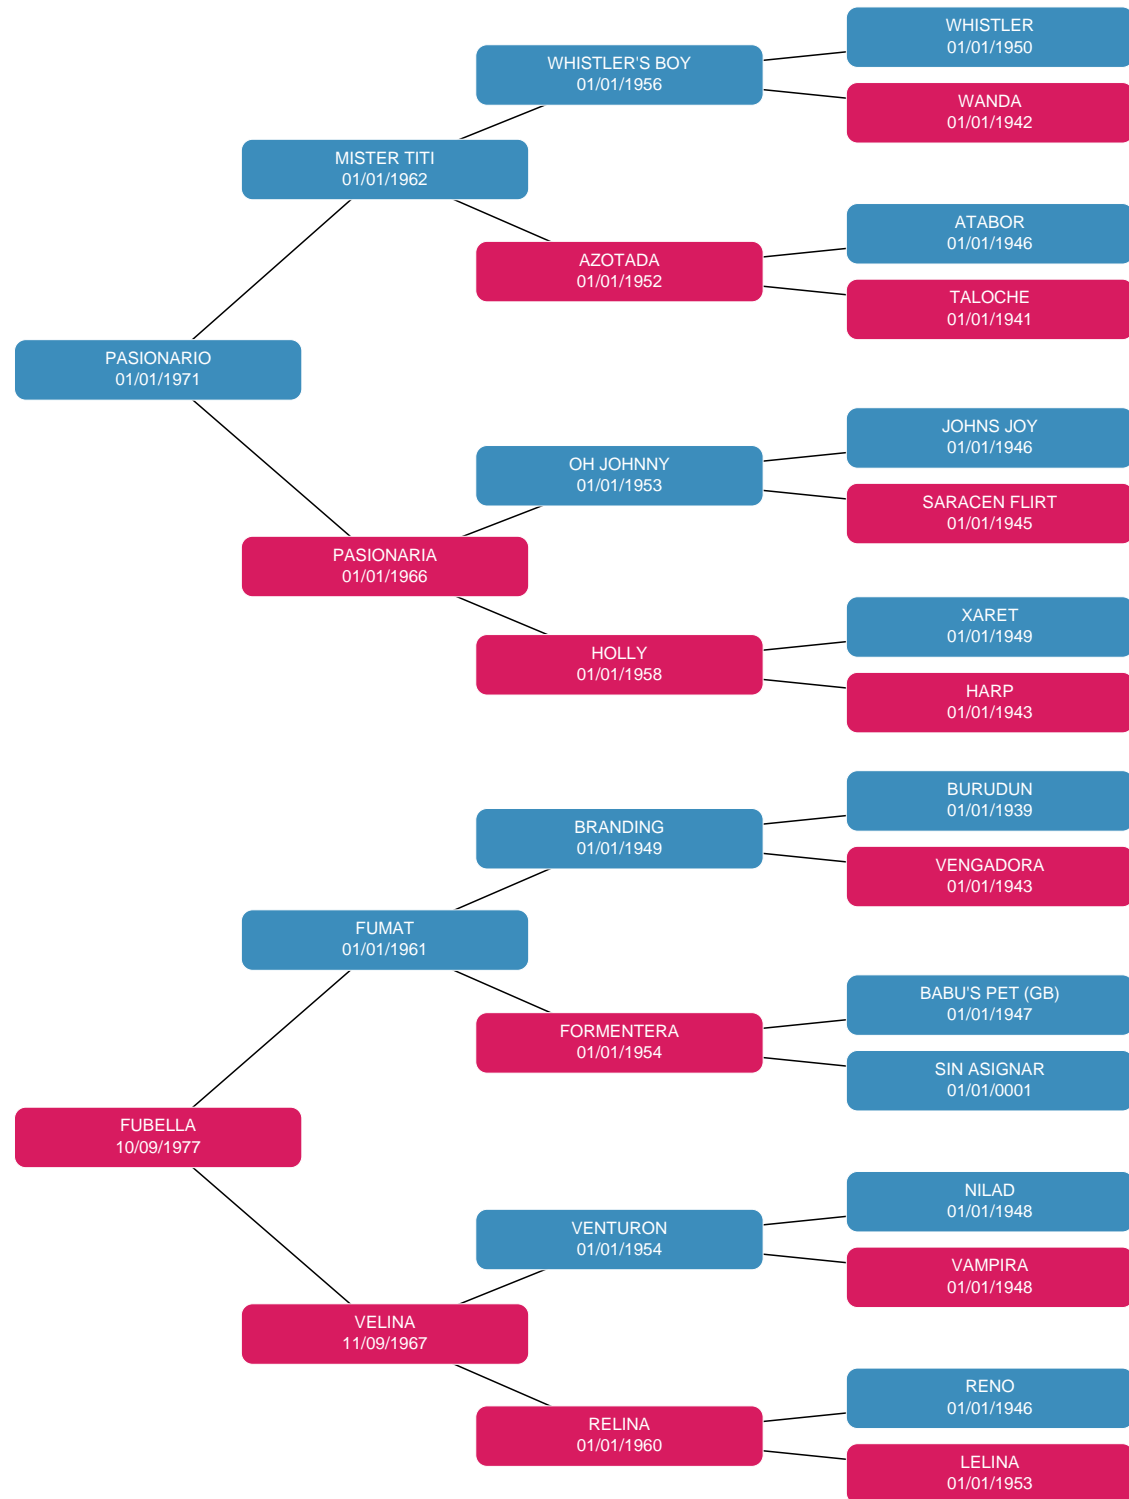 WHISTLER
01/01/1950
WHISTLER'S BOY
01/01/1956
WANDA
01/01/1942
MISTER TITI
01/01/1962
ATABOR
01/01/1946
AZOTADA
01/01/1952
TALOCHE
01/01/1941
PASIONARIO
01/01/1971
JOHNS JOY
01/01/1946
OH JOHNNY
01/01/1953
SARACEN FLIRT
01/01/1945
PASIONARIA
01/01/1966
XARET
01/01/1949
HOLLY
01/01/1958
HARP
01/01/1943
BURUDUN
01/01/1939
BRANDING
01/01/1949
VENGADORA
01/01/1943
FUMAT
01/01/1961
BABU'S PET (GB)
01/01/1947
FORMENTERA
01/01/1954
SIN ASIGNAR
01/01/0001
FUBELLA
10/09/1977
NILAD
01/01/1948
VENTURON
01/01/1954
VAMPIRA
01/01/1948
VELINA
11/09/1967
RENO
01/01/1946
RELINA
01/01/1960
LELINA
01/01/1953